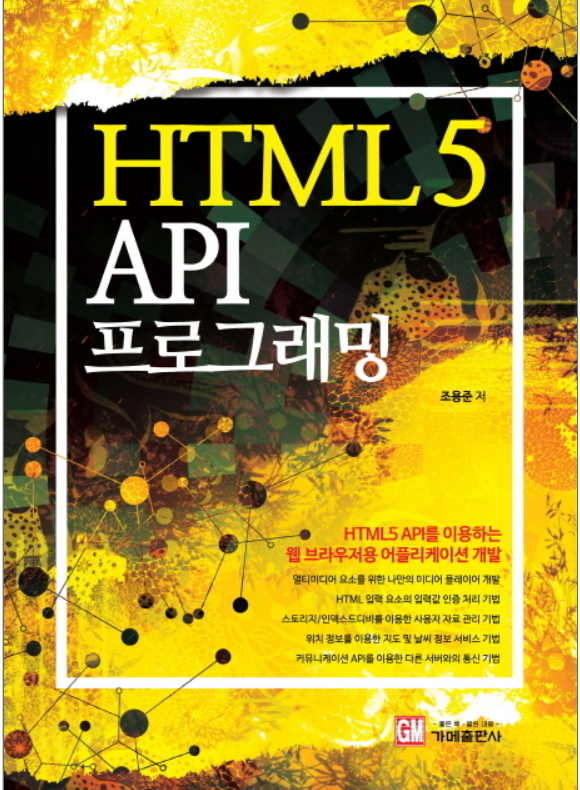 HTML5
API
프로그래밍
조용준 저
HTML5 API를 이용하는
웹 브라우저용 어플리케이션 개발
멀티미디어 요소를 위한 나만의 미디어 플레이어 개발
HTML 입력 요소의 입력값 인증 처리 기법
스토리지/인덱스드디비를 이용한 사용자 자료 관리 기법
위치 정보를 이용한 지도 및 날씨 정보 서비스 기법
커뮤니케이션 API를 이용한 다른 서버와의 통신 기법
GM
- 좋은 책 · 알찬 내용 -
가메출판사